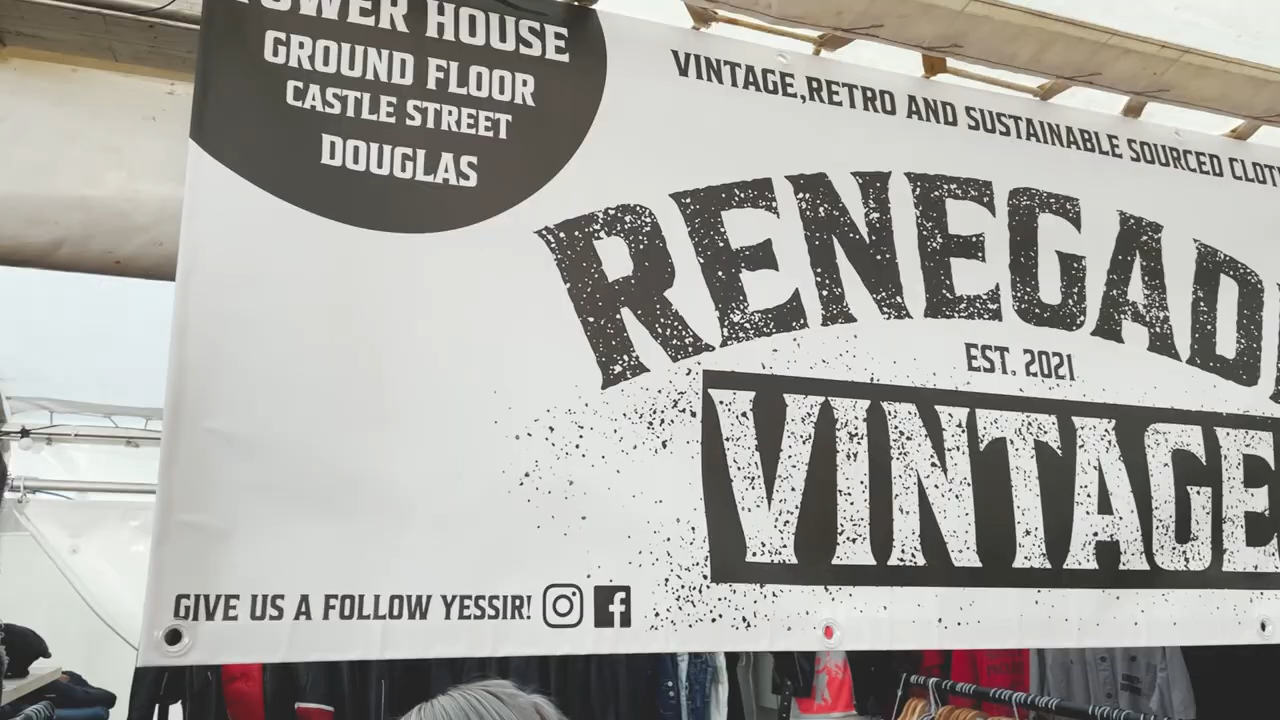 TOWER HOUSE
GROUND FLOOR
CASTLE STREET
DOUGLAS
VINTAGE,RETRO AND SUSTAINABLE SOURCED CLOT
RENEGAD
EST. 2021
VINTAGE
GIVE US A FOLLOW YESSIR!